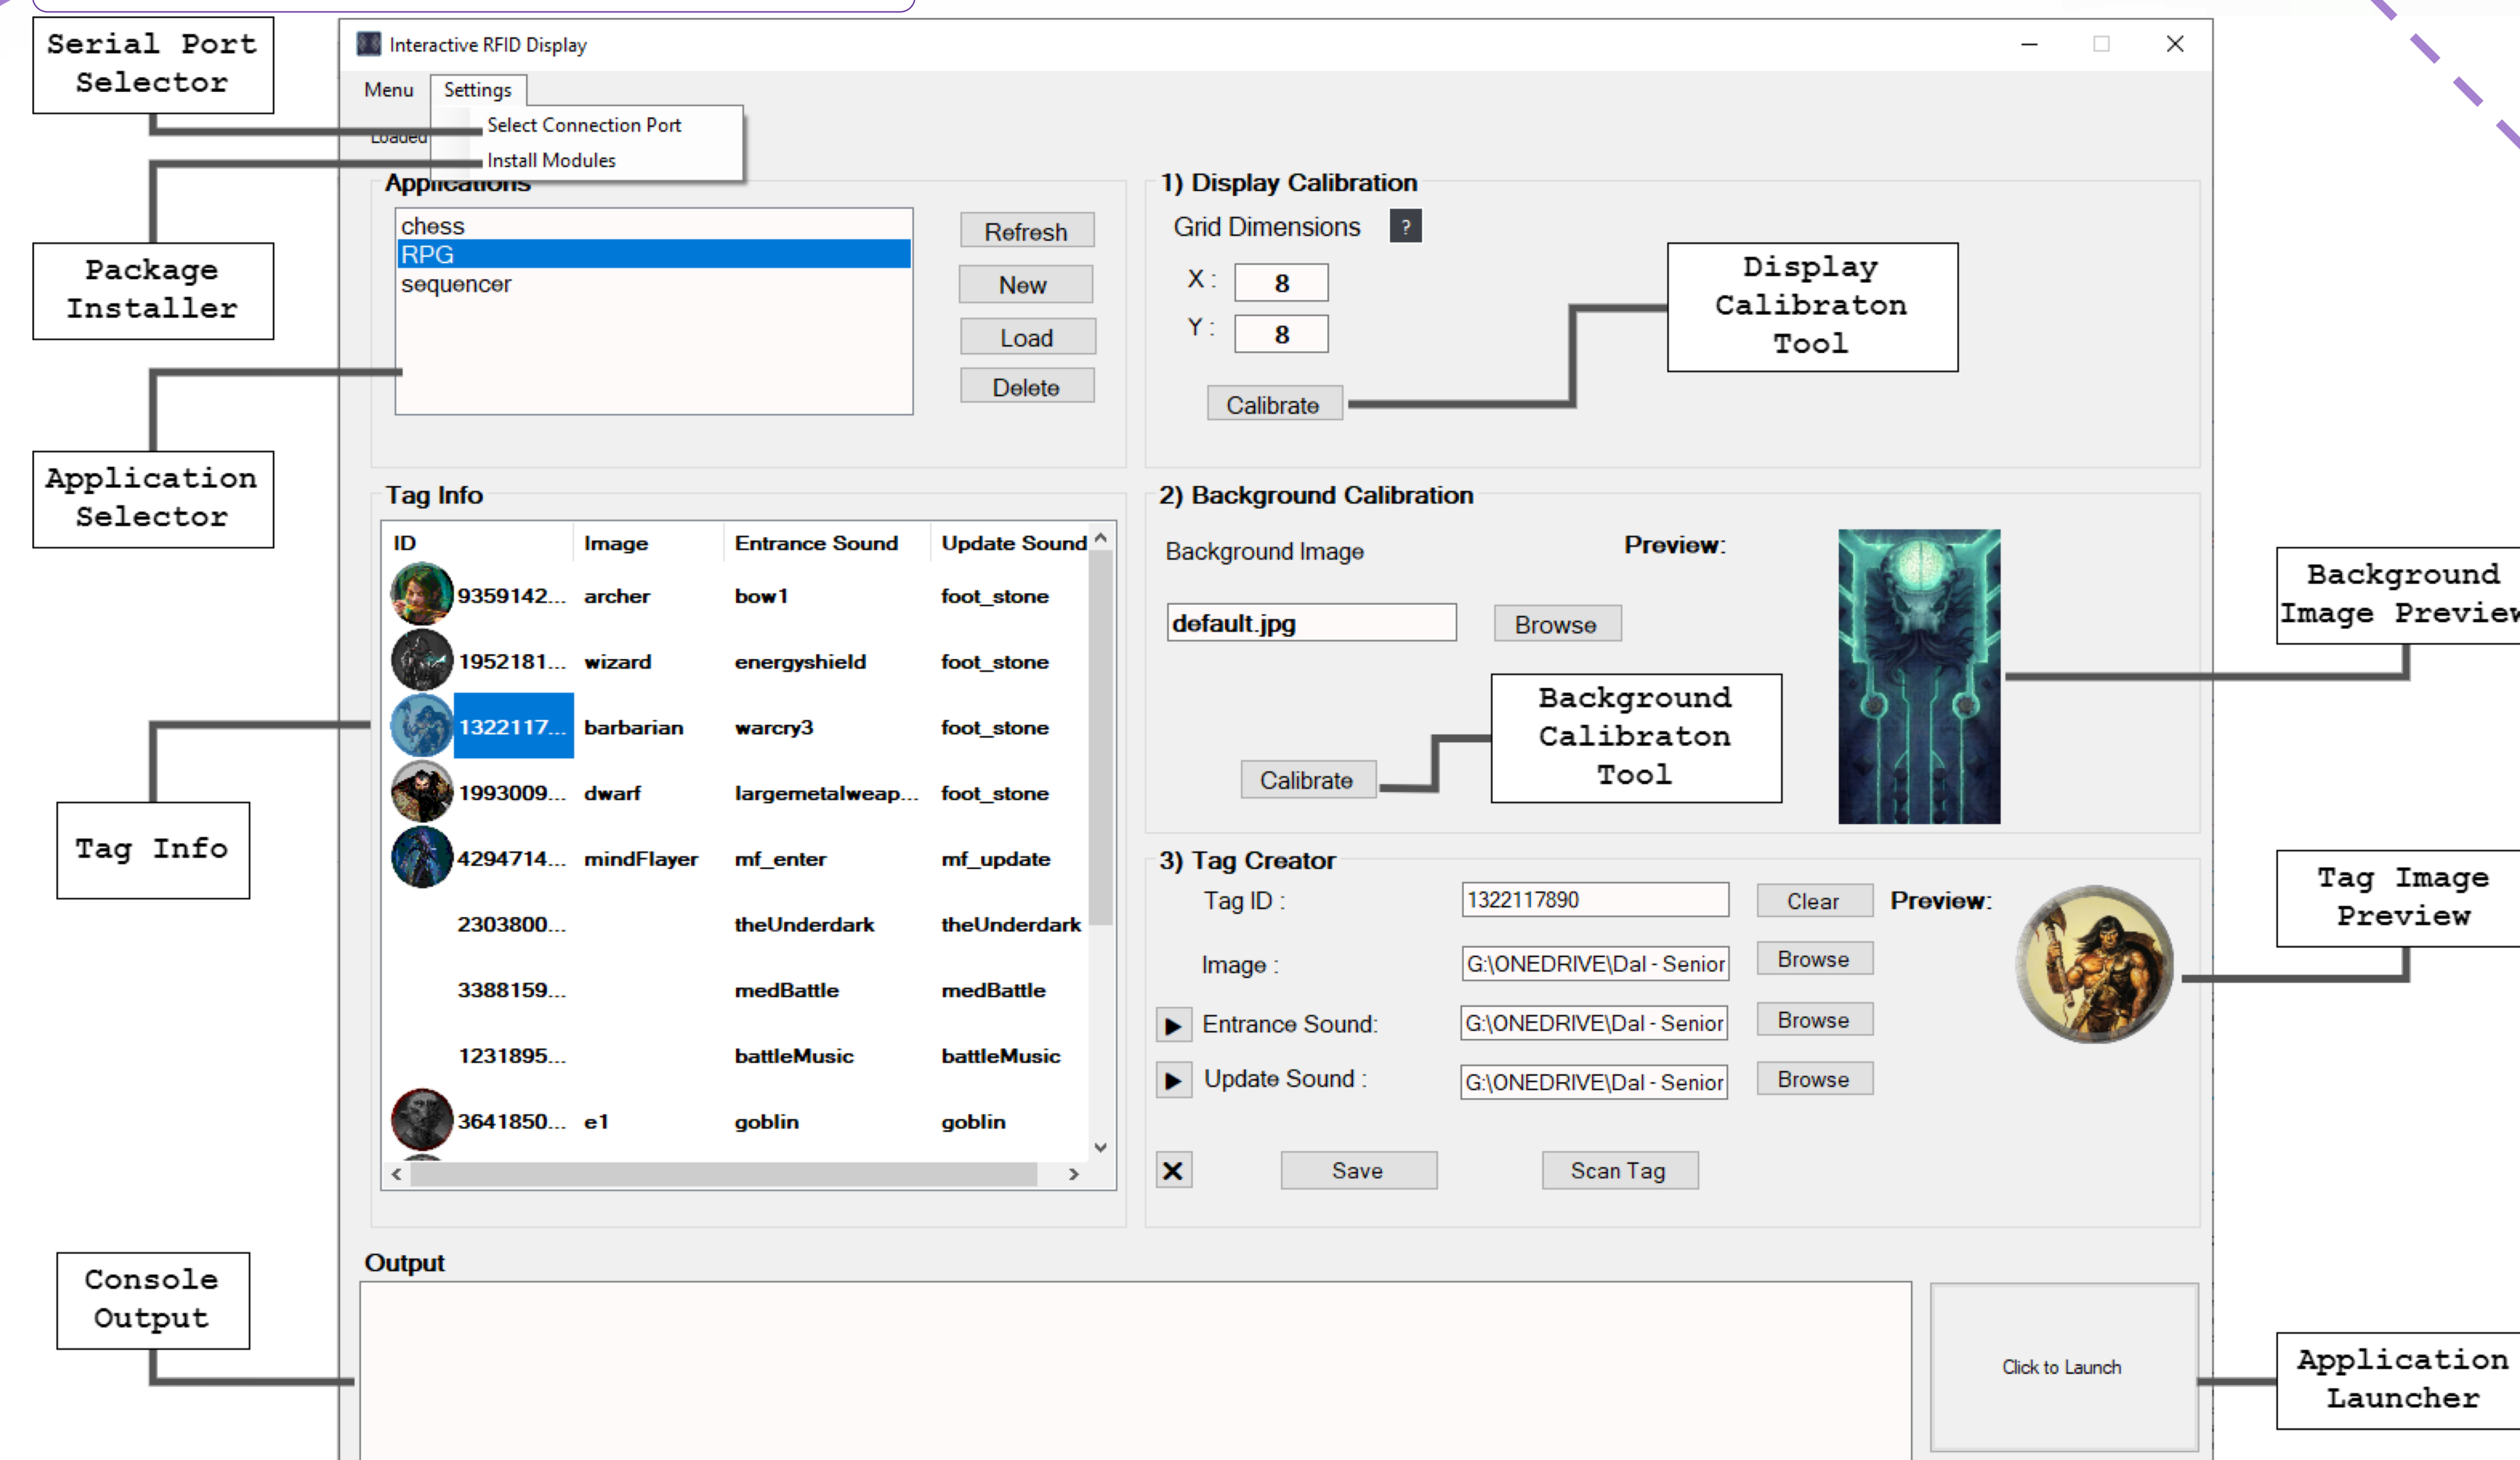 Serial Port
Selector
Package
Installer
Application
Selector
Tag Info
Console
Output
Interactive RFID Display
Menu Settings
Select Connection Port
Install Modules
Loaded
Applications
chess
RPG
sequencer
Refresh
New
Load
Delete
1) Display Calibration
Grid Dimensions ?
X : 8
Y : 8
Calibrate
Display
Calibraton
Tool
Tag Info
ID Image Entrance Sound Update Sound
9359142... archer bow1 foot_stone
1952181... wizard energyshield foot_stone
1322117... barbarian warcry3 foot_stone
1993009... dwarf largemetalweap... foot_stone
4294714... mindFlayer mf_enter mf_update
2303800... theUnderdark theUnderdark
3388159... medBattle medBattle
1231895... battleMusic battleMusic
3641850... e1 goblin goblin
2) Background Calibration
Background Image
Preview:
default.jpg Browse
Background
Calibraton
Tool
Calibrate
3) Tag Creator
Tag ID : 1322117890 Clear Preview:
Image : G:\ONEDRIVE\Dal - Senior Browse
Entrance Sound: G:\ONEDRIVE\Dal - Senior Browse
Update Sound : G:\ONEDRIVE\Dal - Senior Browse
Save Scan Tag
Output
Click to Launch
Background
Image Preview
Tag Image
Preview
Application
Launcher